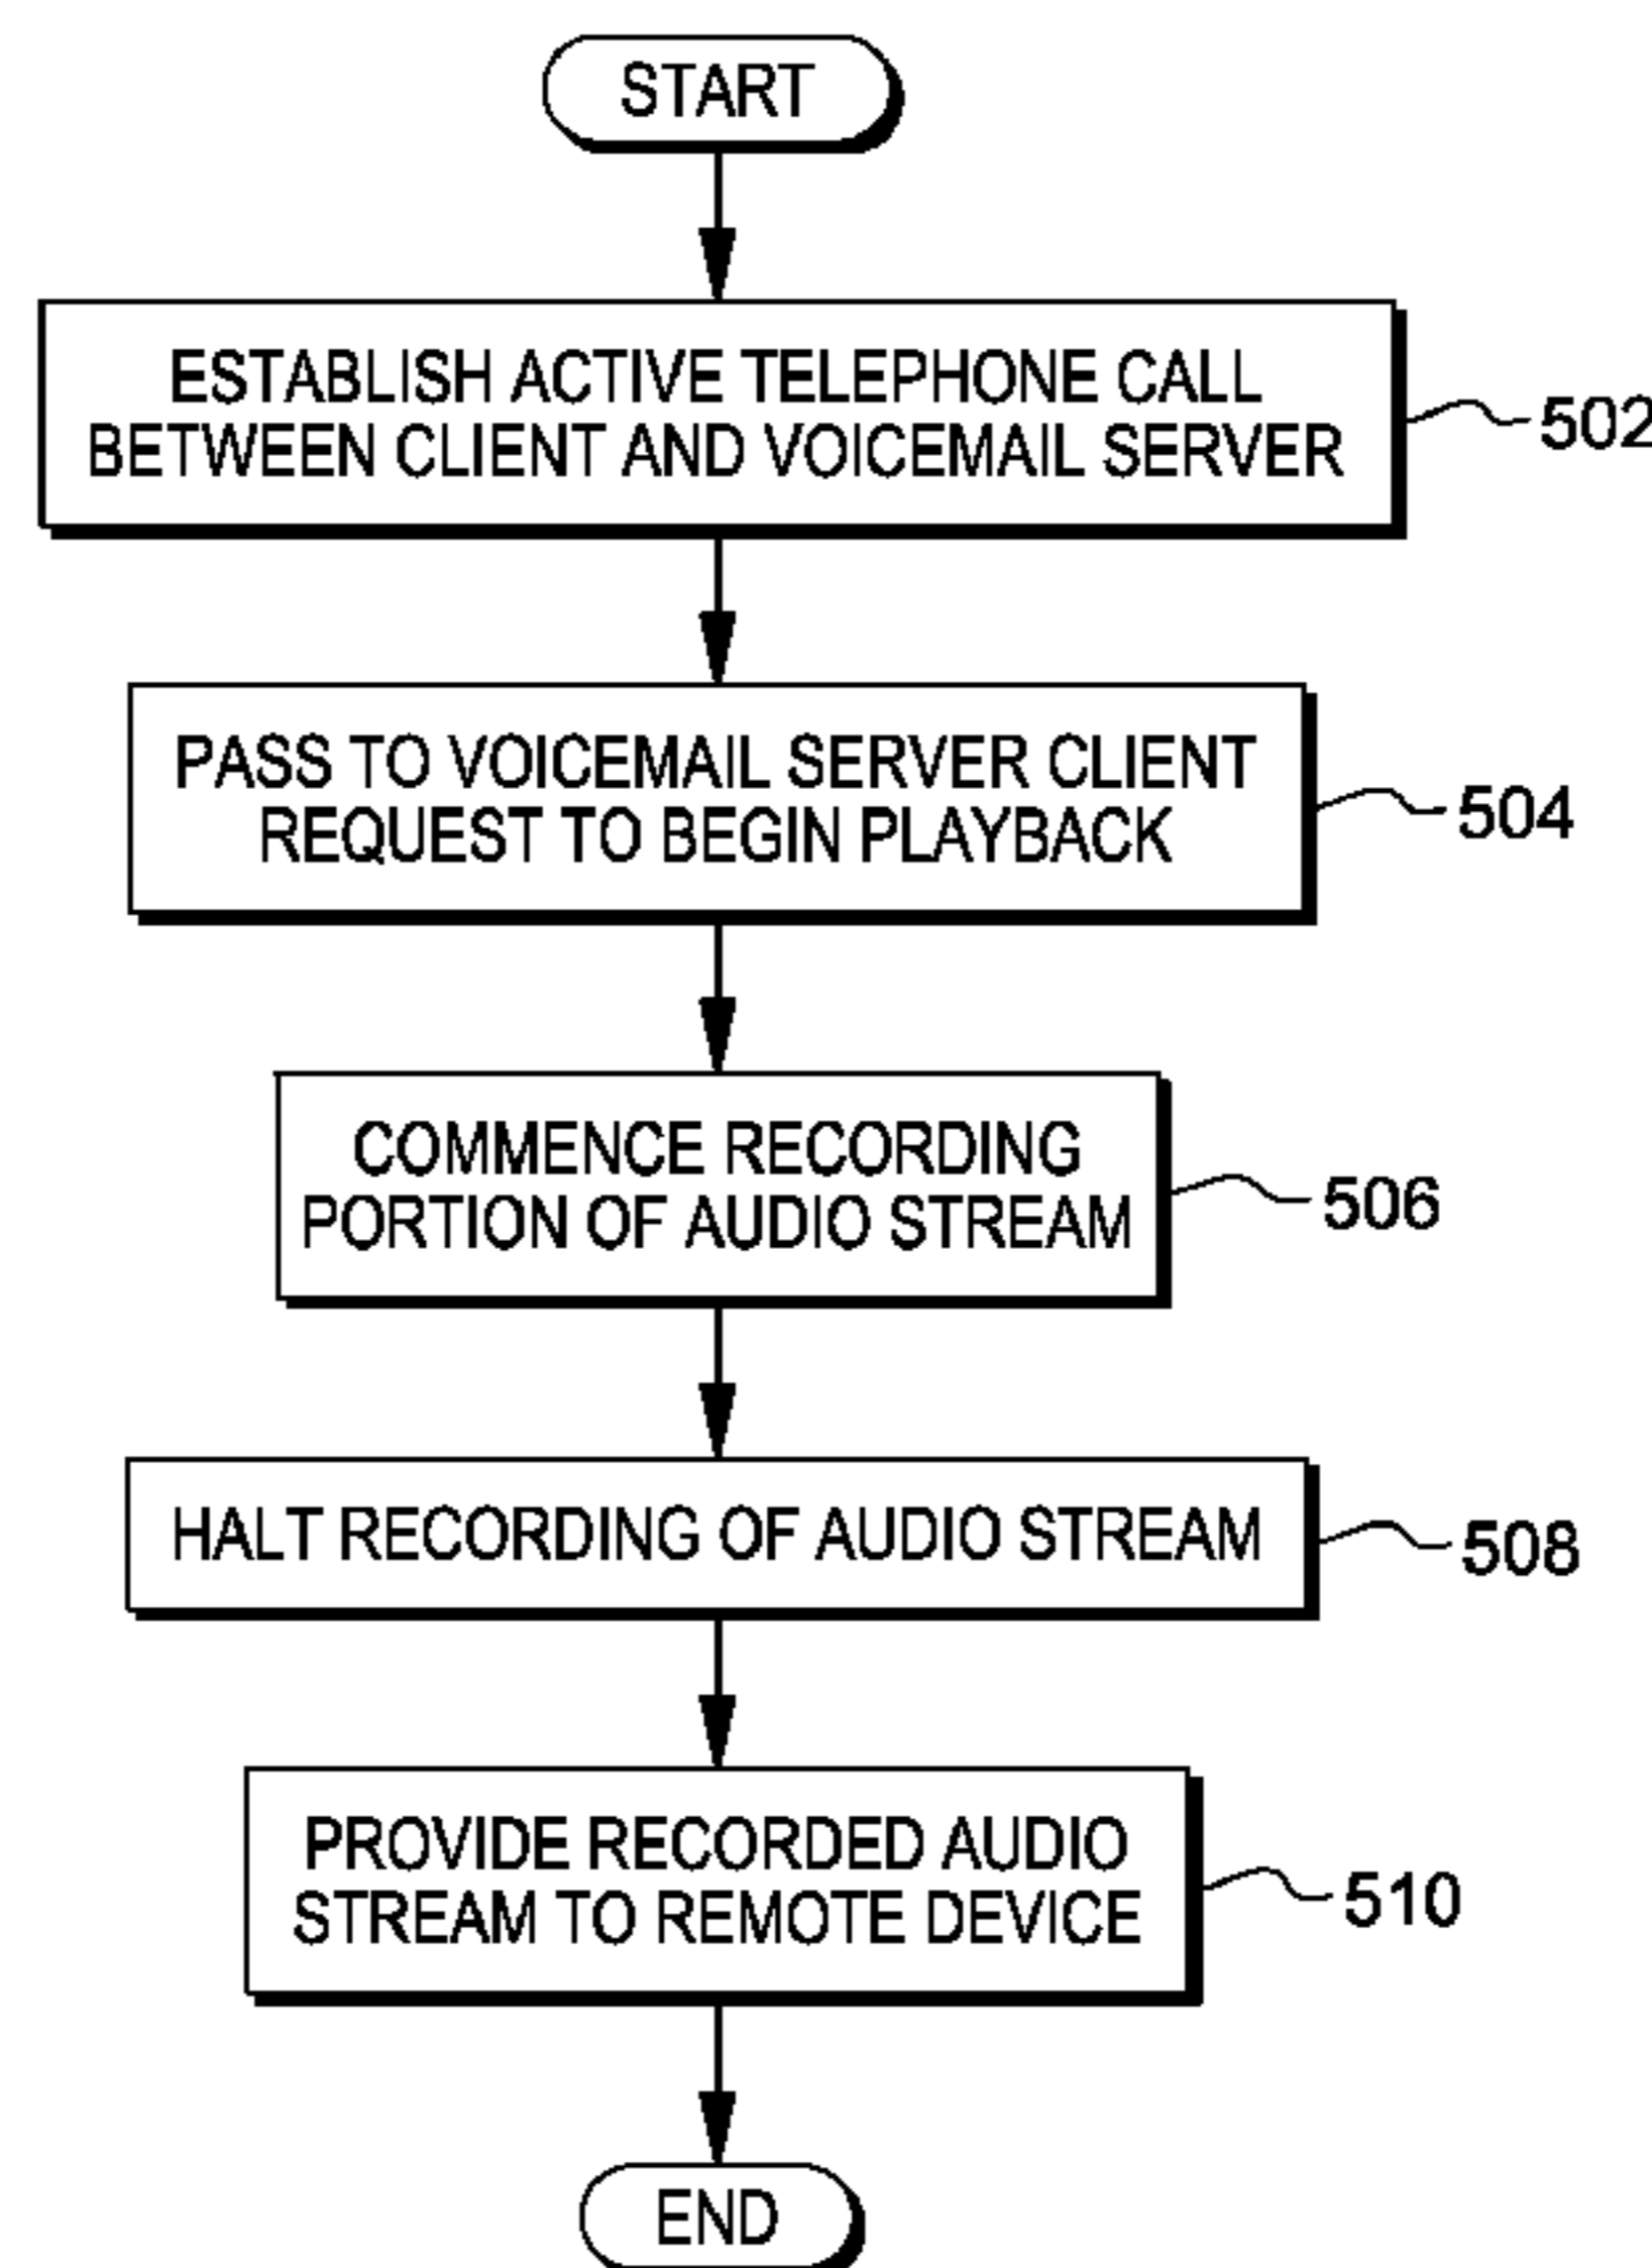 START
ESTABLISH ACTIVE TELEPHONE CALL
BETWEEN CLIENT AND VOICEMAIL SERVER
502
PASS TO VOICEMAIL SERVER CLIENT
REQUEST TO BEGIN PLAYBACK
504
COMMENCE RECORDING
PORTION OF AUDIO STREAM
506
HALT RECORDING OF AUDIO STREAM
508
PROVIDE RECORDED AUDIO
STREAM TO REMOTE DEVICE
510
END